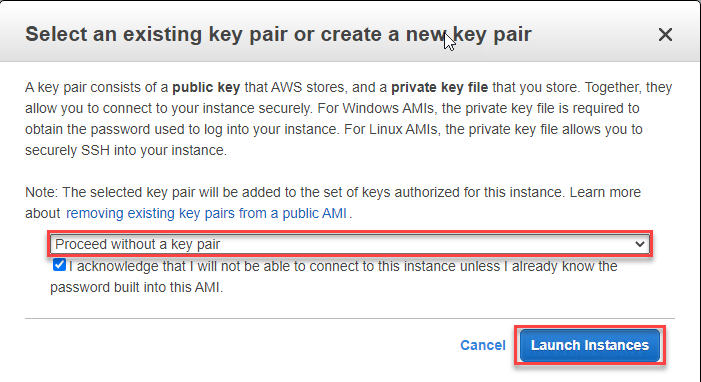 Select an existing key pair or create a new key pair
A key pair consists of a public key that AWS stores, and a private key file that you store. Together, they
allow you to connect to your instance securely. For Windows AMIs, the private key file is required to
obtain the password used to log into your instance. For Linux AMIs, the private key file allows you to
securely SSH into your instance.
Note: The selected key pair will be added to the set of keys authorized for this instance. Learn more
about removing existing key pairs from a public AMI .
Proceed without a key pair
I acknowledge that I will not be able to connect to this instance unless I already know the
password built into this AMI.
Cancel Launch Instances